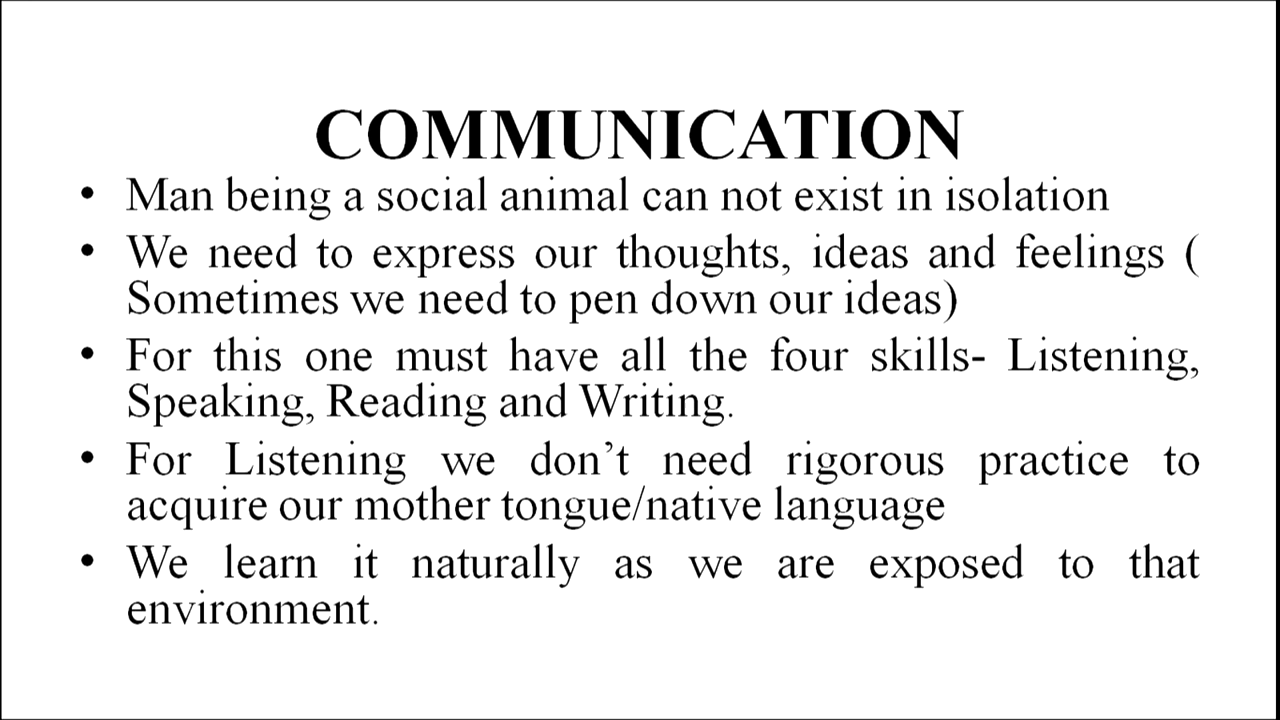 COMMUNICATION
• Man being a social animal can not exist in isolation
• We need to express our thoughts, ideas and feelings (
Sometimes we need to pen down our ideas)
• For this one must have all the four skills- Listening,
Speaking, Reading and Writing.
• For Listening we don’t need rigorous practice to
acquire our mother tongue/native language
• We learn it naturally as we are exposed to that
environment.